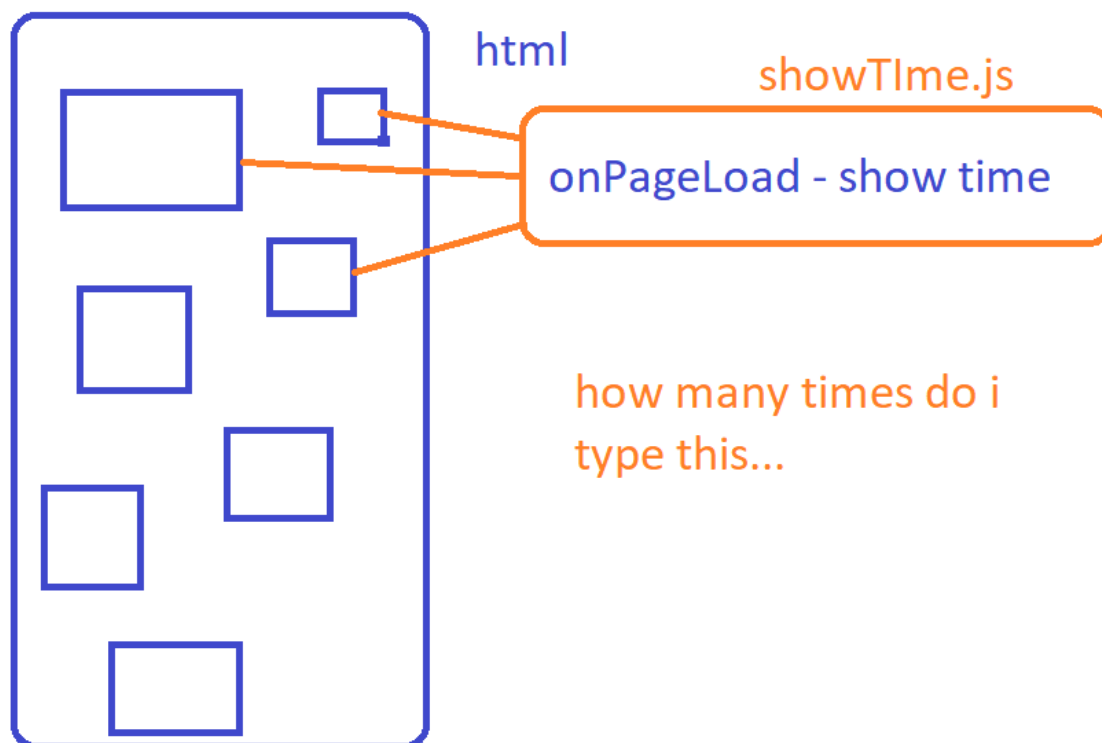 html
showTIme.js
onPageLoad - show time
how many times do i
type this...